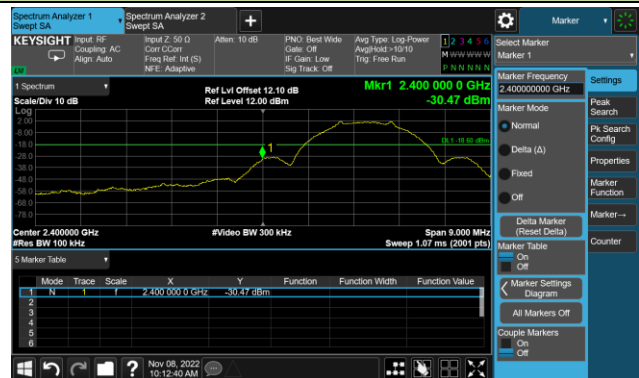 Spectrum Analyzer 1
Swept SA
Spectrum Analyzer 2
Swept SA
Marker
KEYSIGHT
Input: RF
Coupling: AC
Align: Auto
Input Z: 50 Ω
Corr CCorr
Freq Ref: Int (S)
NFE: Adaptive
Atten: 10 dB
PNO: Best Wide
Gate: Off
IF Gain: Low
Sig Track: Off
Avg Type: Log-Power
Avg|Hold:>10/10
Trig: Free Run
1 2 3 4 5 6
M W W W W W
P N N N N N
LNI
1 Spectrum
Scale/Div 10 dB
Log
Ref Lvl Offset 12.10 dB
Ref Level 12.00 dBm
Mkr1 2.400 000 0 GHz
-30.47 dBm
2.00
-8.00
-18.0
-28.0
-38.0
-48.0
-58.0
-68.0
-78.0
DL1 -18.60 dBm
1
Center 2.400000 GHz
#Res BW 100 kHz
#Video BW 300 kHz
Span 9.000 MHz
Sweep 1.07 ms (2001 pts)
5 Marker Table
Mode Trace Scale X Y Function Function Width Function Value
1 N 1 f 2.400 000 0 GHz -30.47 dBm
2
3
4
5
6
Nov 08, 2022
10:12:40 AM
Select Marker
Marker 1
Marker Frequency
2.400000000 GHz
Marker Mode
Normal
Delta (Δ)
Fixed
Off
Delta Marker
(Reset Delta)
Marker Table
On
Off
Marker Settings
Diagram
All Markers Off
Couple Markers
On
Off
Settings
Peak
Search
Pk Search
Config
Properties
Marker
Function
Marker→
Counter